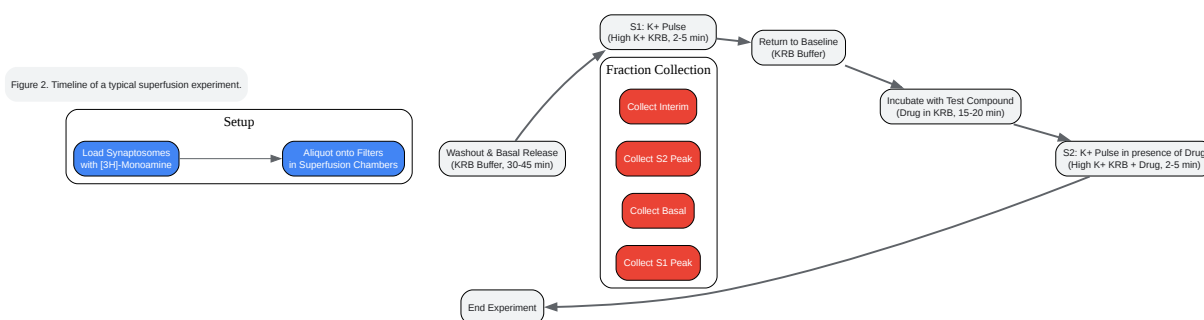 Figure 2. Timeline of a typical superfusion experiment.
Setup
Load Synaptosomes
with [3H]-Monoamine
Aliquot onto Filters
in Superfusion Chambers
Washout & Basal Release
(KRB Buffer, 30-45 min)
S1: K+ Pulse
(High K+ KRB, 2-5 min)
Return to Baseline
(KRB Buffer)
Fraction Collection
Collect Interim
Collect S2 Peak
Collect Basal
Collect S1 Peak
Incubate with Test Compound
(Drug in KRB, 15-20 min)
S2: K+ Pulse in presence of Drug
(High K+ KRB + Drug, 2-5 min)
End Experiment